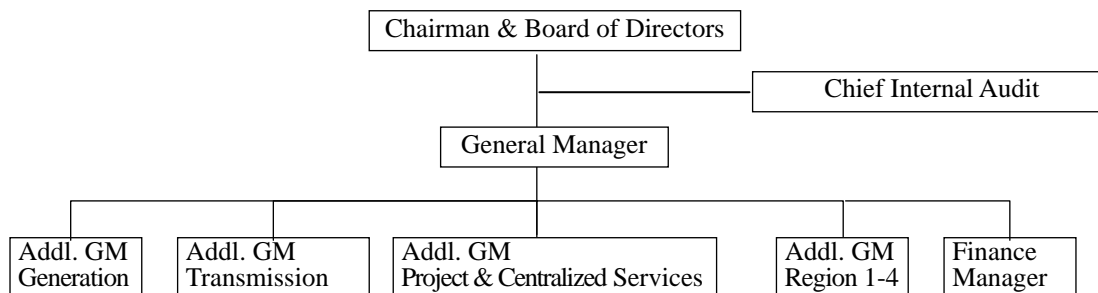 Chairman & Board of Directors
Chief Internal Audit
General Manager
Addl. GM
Generation
Addl. GM
Transmission
Addl. GM
Project & Centralized Services
Addl. GM
Region 1-4
Finance
Manager